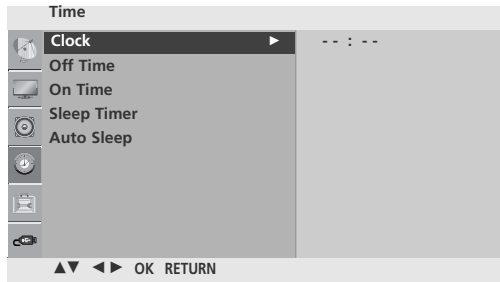 Time
Clock ► - - : - -
Off Time
On Time
Sleep Timer
Auto Sleep
▲▼ ◄► OK RETURN